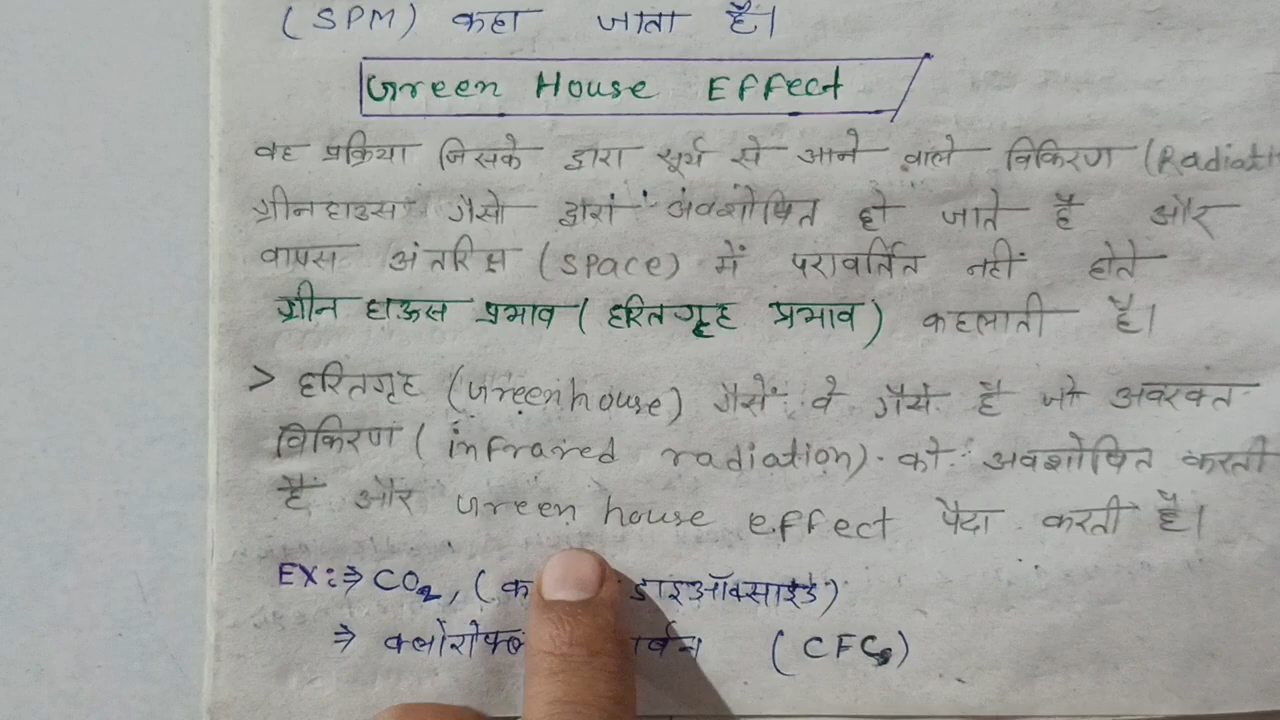 (SPM) कहा जाता है।
Green House Effect
वह प्रक्रिया जिसके द्वारा सूर्य से आने वाले विकिरण (Radiati
ग्रीनहाउस गैसो द्वारा अवशोषित हो जाते है और
वापस अंतरिक्ष (space) में परावर्तित नहीं होते
ग्रीन हाऊस प्रभाव (हरितगृह प्रभाव) कहलाती है।
> हरितगृह (Greenhouse) गैसें वे गैसे है जो अवरक्त
विकिरण (infrared radiation) को अवशोषित करती
है और Green house effect पैदा करती है।
EX:⇒ CO2, (क डाइऑक्साइड)
⇒ क्लोरोफ्ल र्बन (CFCs)